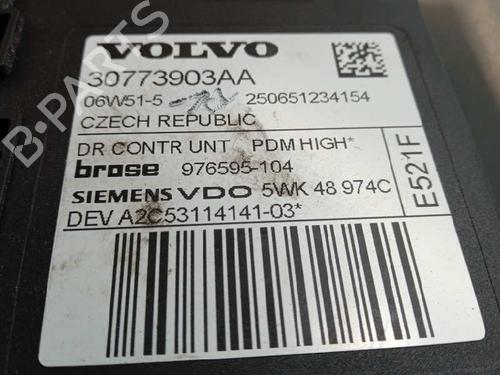 VOLVO
30773903AA
06W51-5 250651234154
CZECH REPUBLIC
DR CONTR UNT PDM HIGH*
brose 976595-104
SIEMENS VDO 5WK 48 974C
DEV A2C53114141-03*
E521F
B-PARTS